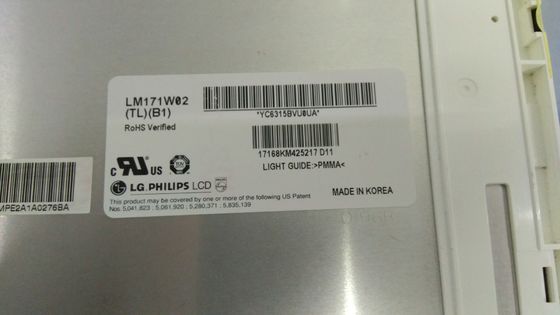 LM171W02
(TL)(B1)
RoHS Verified
*YC6315BVU0UA*
17168KM425217 D11
LIGHT GUIDE:>PMMA<
c RU US
LG.PHILIPS LCD
MADE IN KOREA
This product may be covered by one or more of the following US Patent
Nos. 5,041,823 ; 5,061,920 ; 5,280,371 ; 5,835,139
MPE2A1A0276BA